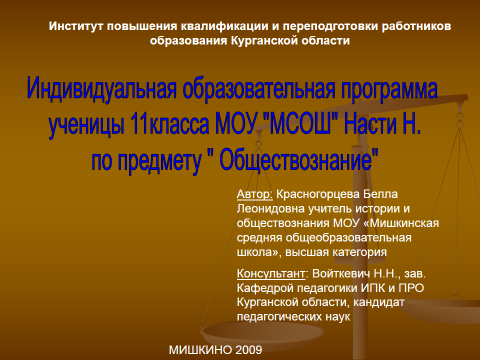 Институт повышения квалификации и переподготовки работников
образования Курганской области
Индивидуальная образовательная программа
ученицы 11класса МОУ "МСОШ" Насти Н.
по предмету " Обществознание"
Автор: Красногорцева Белла
Леонидовна учитель истории и
обществознания МОУ «Мишкинская
средняя общеобразовательная
школа», высшая категория
Консультант: Войткевич Н.Н., зав.
Кафедрой педагогики ИПК и ПРО
Курганской области, кандидат
педагогических наук
МИШКИНО 2009